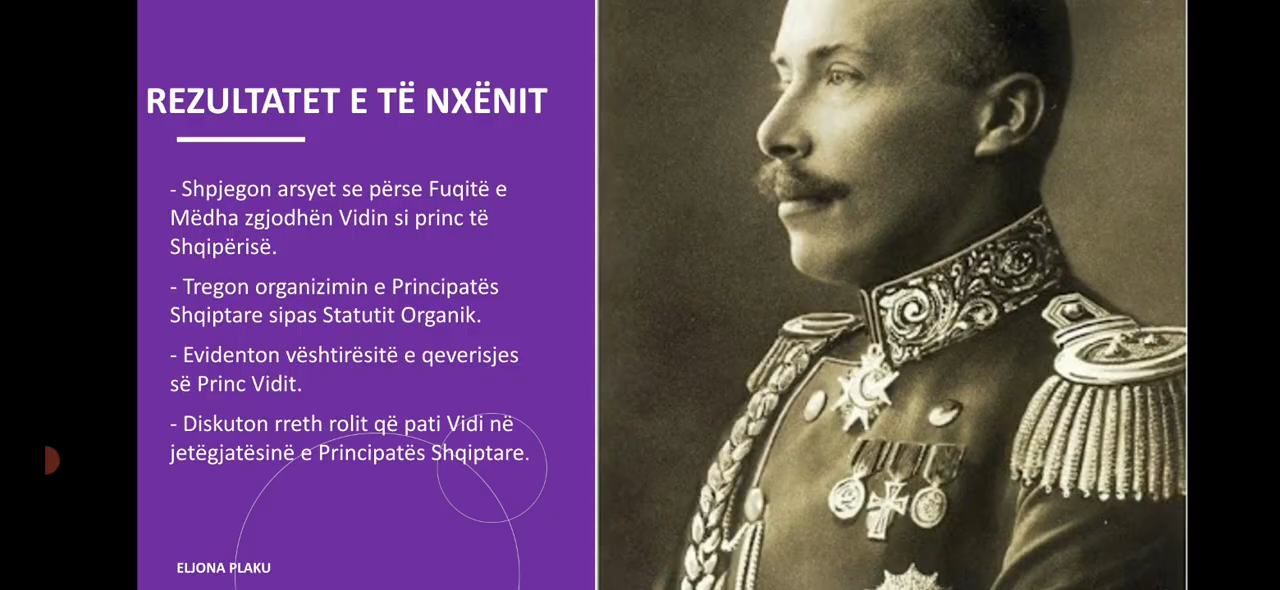 REZULTATET E TË NXËNIT
- Shpjegon arsyet se përse Fuqitë e
Mëdha zgjodhën Vidin si princ të
Shqipërisë.
- Tregon organizimin e Principatës
Shqiptare sipas Statutit Organik.
- Evidenton vështirësitë e qeverisjes
së Princ Vidit.
- Diskuton rreth rolit që pati Vidi në
jetëgjatësinë e Principatës Shqiptare.
ELJONA PLAKU